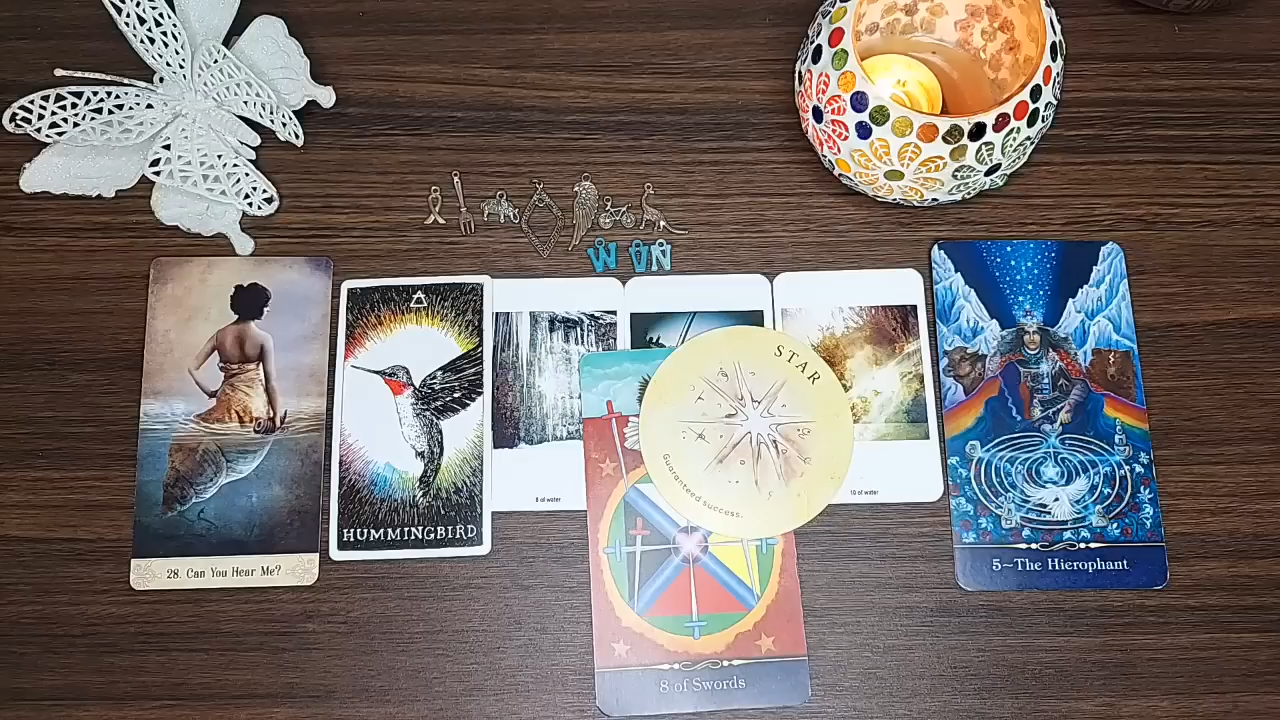 W V N
28. Can You Hear Me?
HUMMINGBIRD
8 of water
STAR
Guaranteed success.
10 of water
8 of Swords
5~The Hierophant